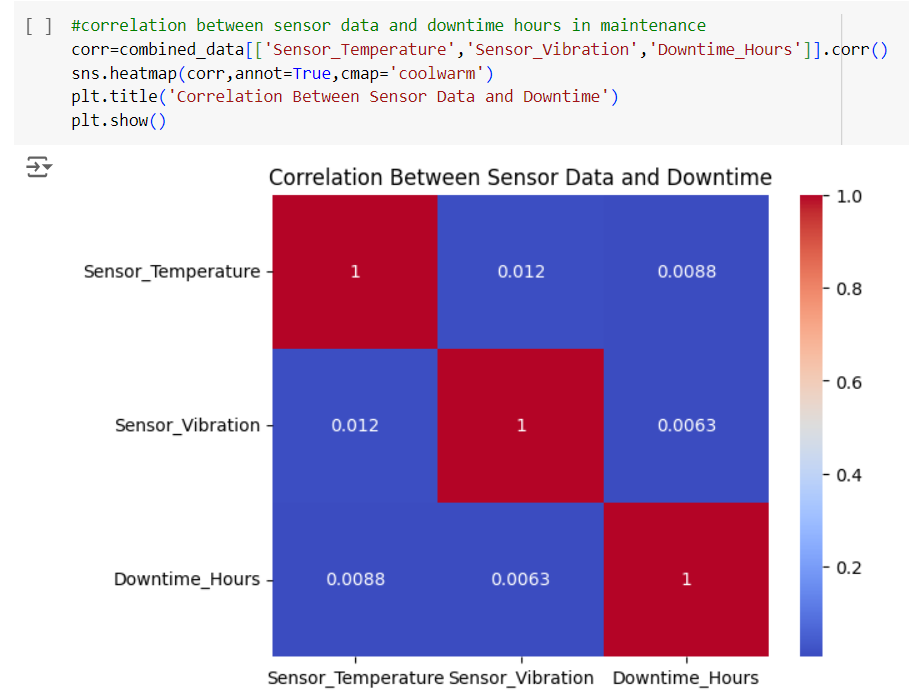 [ ] #correlation between sensor data and downtime hours in maintenance
corr=combined_data[['Sensor_Temperature','Sensor_Vibration','Downtime_Hours']].corr()
sns.heatmap(corr,annot=True,cmap='coolwarm')
plt.title('Correlation Between Sensor Data and Downtime')
plt.show()
Correlation Between Sensor Data and Downtime
1.0
Sensor_Temperature 1 0.012 0.0088
0.8
0.6
Sensor_Vibration 0.012 1 0.0063
0.4
Downtime_Hours 0.0088 0.0063 1
0.2
Sensor_Temperature Sensor_Vibration Downtime_Hours